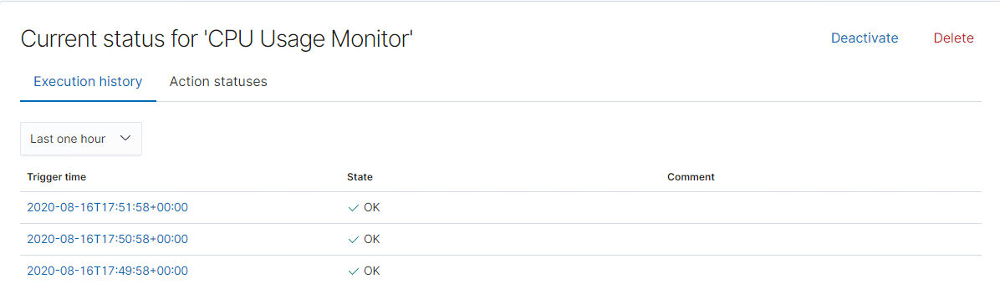 Current status for 'CPU Usage Monitor'
Deactivate
Delete
Execution history
Action statuses
Last one hour
Trigger time State Comment
2020-08-16T17:51:58+00:00 OK
2020-08-16T17:50:58+00:00 OK
2020-08-16T17:49:58+00:00 OK